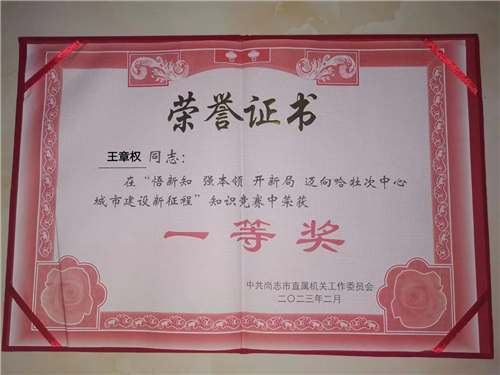 荣誉证书
王章权 同志：
在“悟新知 强本领 开新局 迈向哈牡次中心
城市建设新征程”知识竞赛中荣获
一等奖
中共尚志市直属机关工作委员会
二〇二三年二月